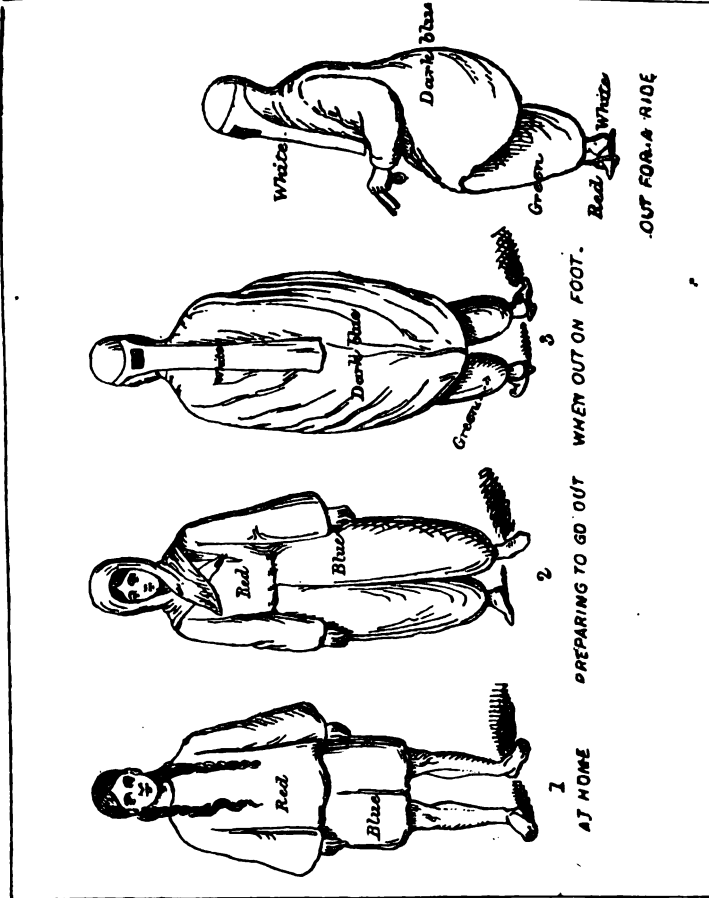 Red
Blue
1
AT HOME
Red
Blue
2
PREPARING TO GO OUT
White
Dark blue
Green
3
WHEN OUT ON FOOT.
White
Dark blue
Green
Red
White
OUT FOR A RIDE